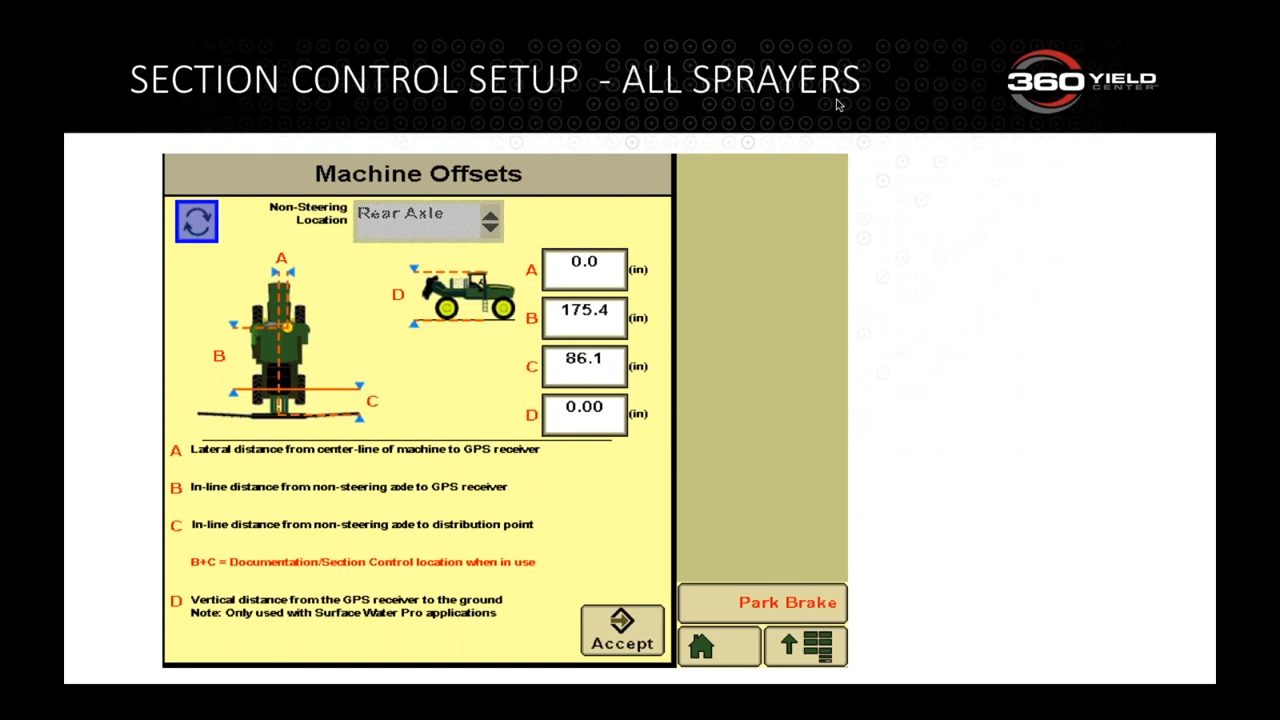 SECTION CONTROL SETUP - ALL SPRAYERS
360 YIELD
CENTER™
Machine Offsets
Non-Steering
Location
Rear Axle
A
B
C
D
A 0.0 (in)
B 175.4 (in)
C 86.1 (in)
D 0.00 (in)
A Lateral distance from center-line of machine to GPS receiver
B In-line distance from non-steering axle to GPS receiver
C In-line distance from non-steering axle to distribution point
B+C = Documentation/Section Control location when in use
D Vertical distance from the GPS receiver to the ground
Note: Only used with Surface Water Pro applications
Accept
Park Brake